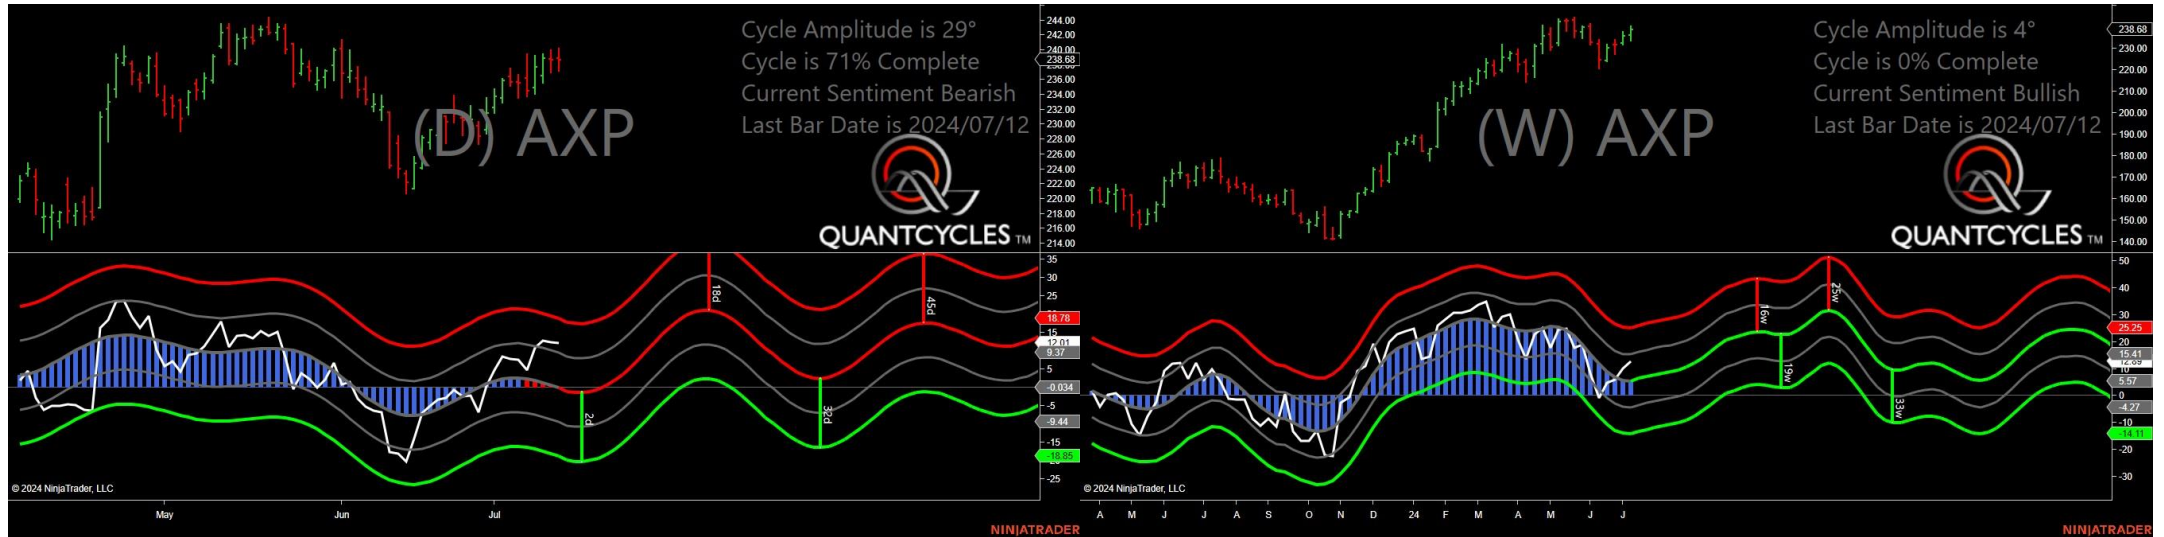 Cycle Amplitude is 29°
Cycle is 71% Complete
Current Sentiment Bearish
Last Bar Date is 2024/07/12
(D) AXP
QUANTCYCLES TM
244.00
242.00
240.00
238.68
236.00
234.00
232.00
230.00
228.00
226.00
224.00
222.00
220.00
218.00
216.00
214.00
18d
45d
2d
32d
35
30
25
18.78
15
12.01
9.37
5
-0.034
-5
-9.44
-15
-18.85
-25
© 2024 NinjaTrader, LLC
May Jun Jul
NINJATRADER
Cycle Amplitude is 4°
Cycle is 0% Complete
Current Sentiment Bullish
Last Bar Date is 2024/07/12
(W) AXP
QUANTCYCLES TM
238.68
230.00
220.00
210.00
200.00
190.00
180.00
170.00
160.00
150.00
140.00
16w
25w
19w
33w
50
40
30
25.25
20
15.41
10
5.57
0
-4.27
-10
-14.11
-20
-30
© 2024 NinjaTrader, LLC
A M J J A S O N D 24 F M A M J J
NINJATRADER